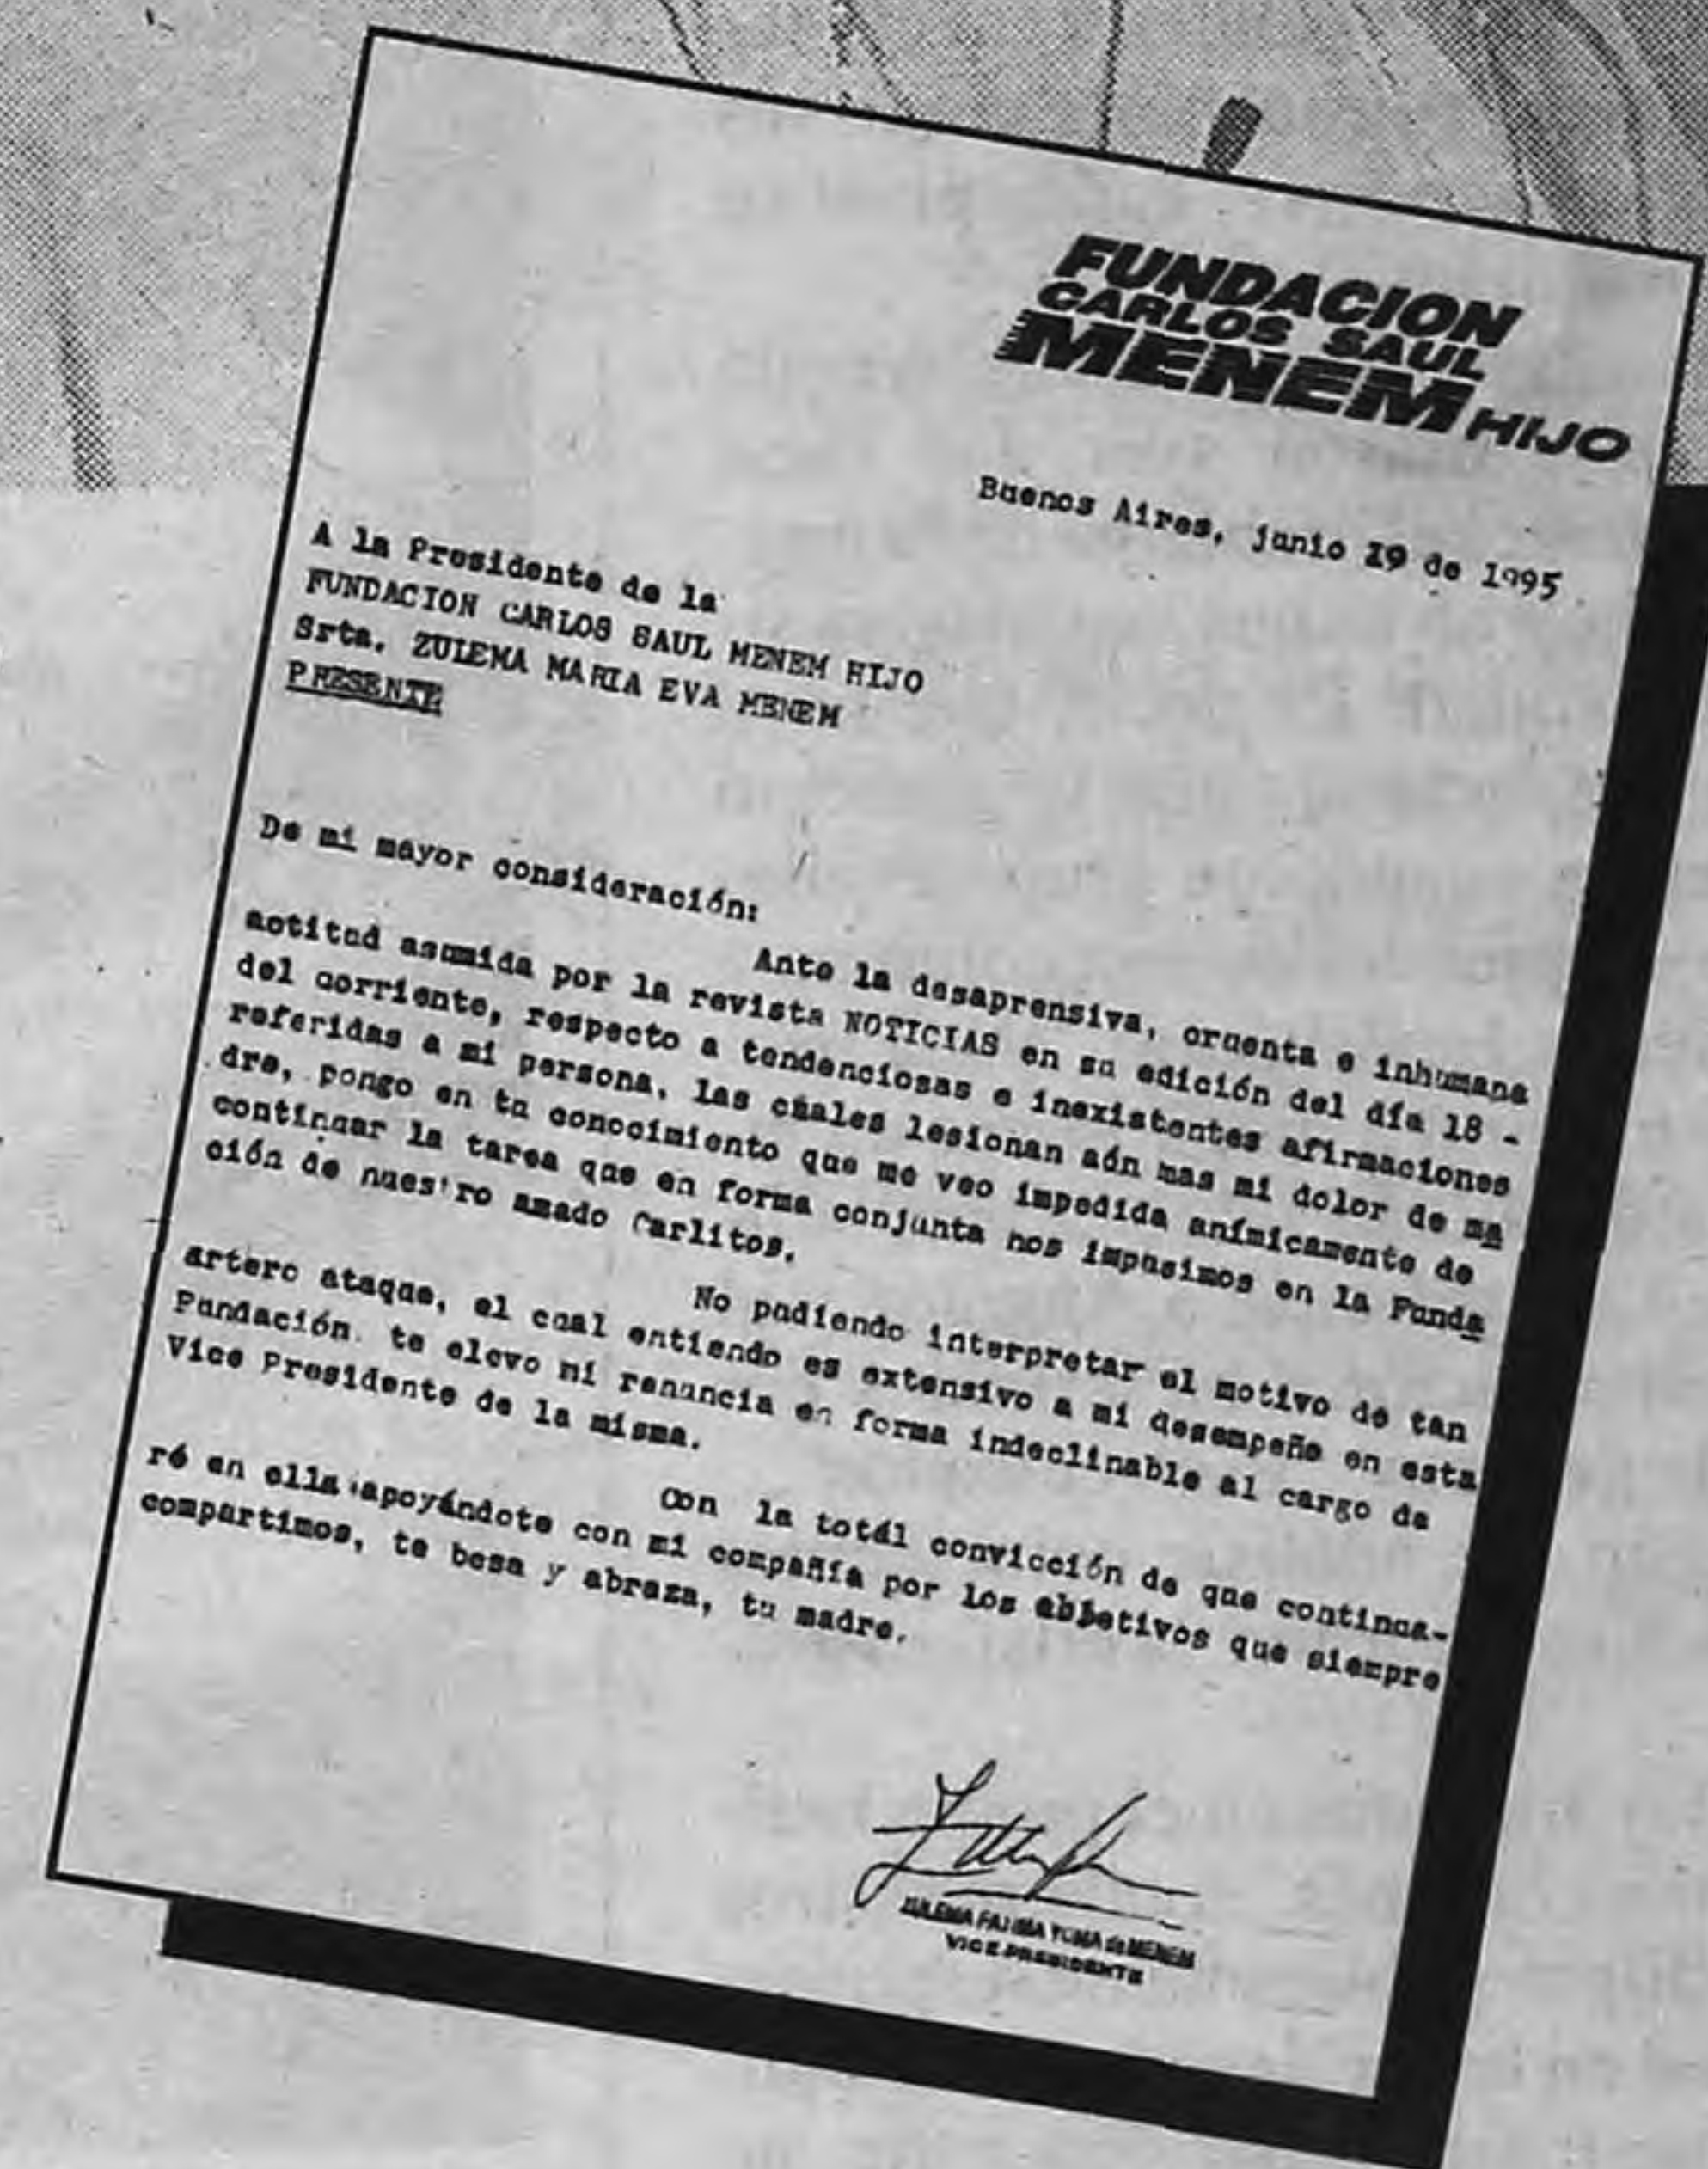 FUNDACION
CARLOS SAUL
MENEM HIJO
Buenos Aires, junio 19 de 1995
A la Presidente de la
FUNDACION CARLOS SAUL MENEM HIJO
Srta. ZULEMA MARIA EVA MENEM
PRESENTE
De mi mayor consideración:
Ante la desaprensiva, cruenta e inhumana
actitud asumida por la revista NOTICIAS en su edición del día 18 -
del corriente, respecto a tendenciosas e inexistentes afirmaciones
referidas a mi persona, las cuales lesionan aún mas mi dolor de ma
dre, pongo en tu conocimiento que me veo impedida anímicamente de
continuar la tarea que en forma conjunta nos impusimos en la Funda
ción de nuestro amado Carlitos.
No pudiendo interpretar el motivo de tan
artero ataque, el cual entiendo es extensivo a mi desempeño en esta
Fundación. te elevo mi renuncia en forma indeclinable al cargo de
Vice Presidente de la misma.
Con la totál convicción de que continua-
ré en ella apoyándote con mi compañía por los objetivos que siempre
compartimos, te besa y abraza, tu madre.
ZULEMA FATIMA YOMA de MENEM
VICE-PRESIDENTE